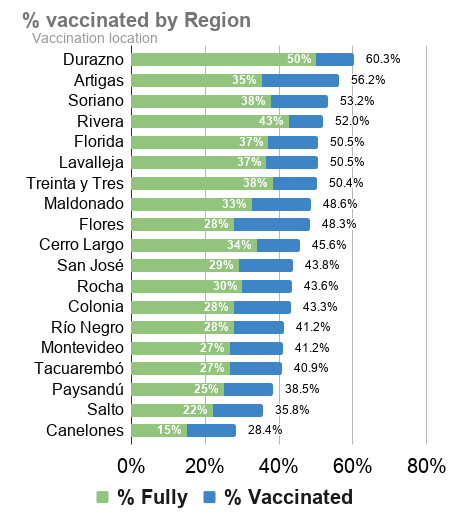 % vaccinated by Region
Vaccination location
Durazno 50% 60.3%
Artigas 35% 56.2%
Soriano 38% 53.2%
Rivera 43% 52.0%
Florida 37% 50.5%
Lavalleja 37% 50.5%
Treinta y Tres 38% 50.4%
Maldonado 33% 48.6%
Flores 28% 48.3%
Cerro Largo 34% 45.6%
San José 29% 43.8%
Rocha 30% 43.6%
Colonia 28% 43.3%
Río Negro 28% 41.2%
Montevideo 27% 41.2%
Tacuarembó 27% 40.9%
Paysandú 25% 38.5%
Salto 22% 35.8%
Canelones 15% 28.4%
0% 20% 40% 60% 80%
% Fully % Vaccinated